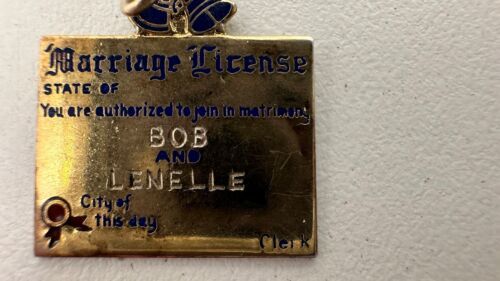 Marriage License
STATE OF
You are authorized to join in matrimony
BOB
AND
LENELLE
City of
this day
Clerk